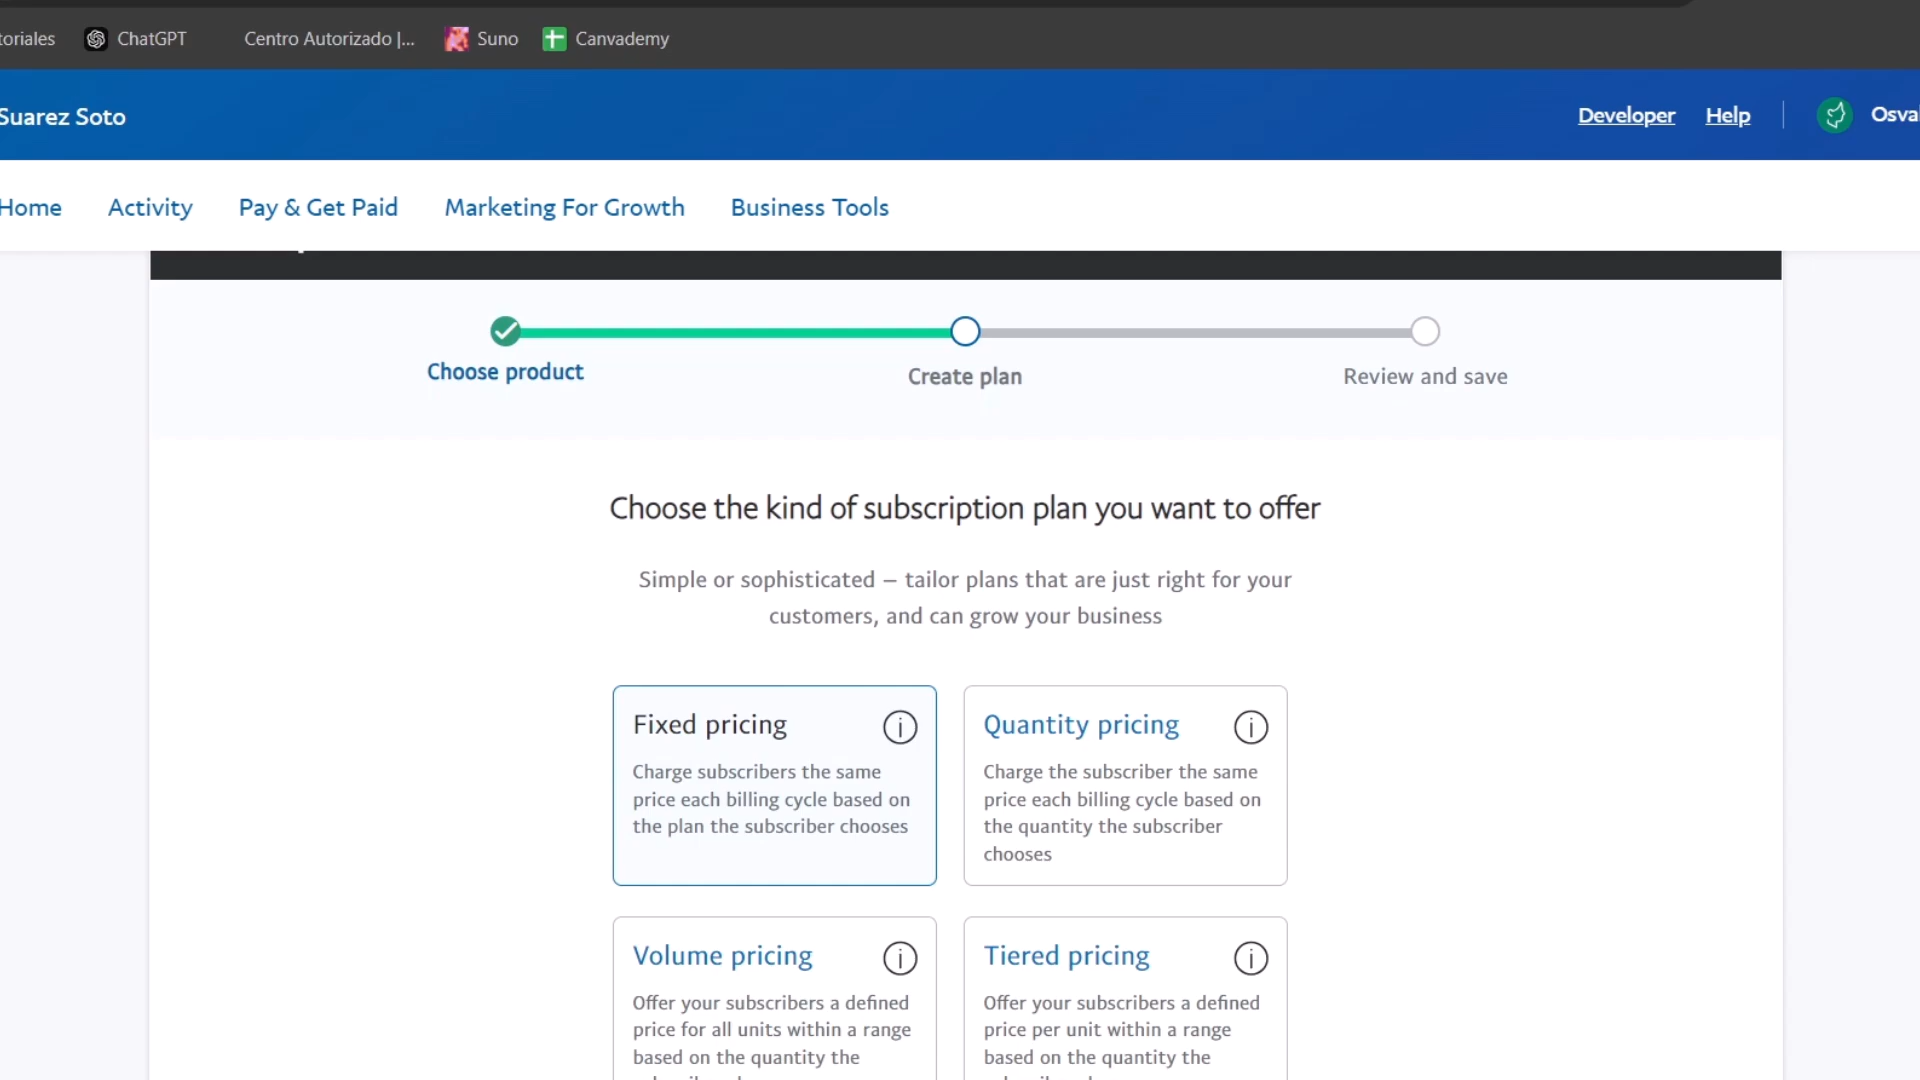 toriales
ChatGPT
Centro Autorizado |...
Suno
Canvademy
Suarez Soto
Developer
Help
Osval
Home
Activity
Pay & Get Paid
Marketing For Growth
Business Tools
Choose product
Create plan
Review and save
Choose the kind of subscription plan you want to offer
Simple or sophisticated – tailor plans that are just right for your
customers, and can grow your business
Fixed pricing
Charge subscribers the same
price each billing cycle based on
the plan the subscriber chooses
Quantity pricing
Charge the subscriber the same
price each billing cycle based on
the quantity the subscriber
chooses
Volume pricing
Offer your subscribers a defined
price for all units within a range
based on the quantity the
Tiered pricing
Offer your subscribers a defined
price per unit within a range
based on the quantity the